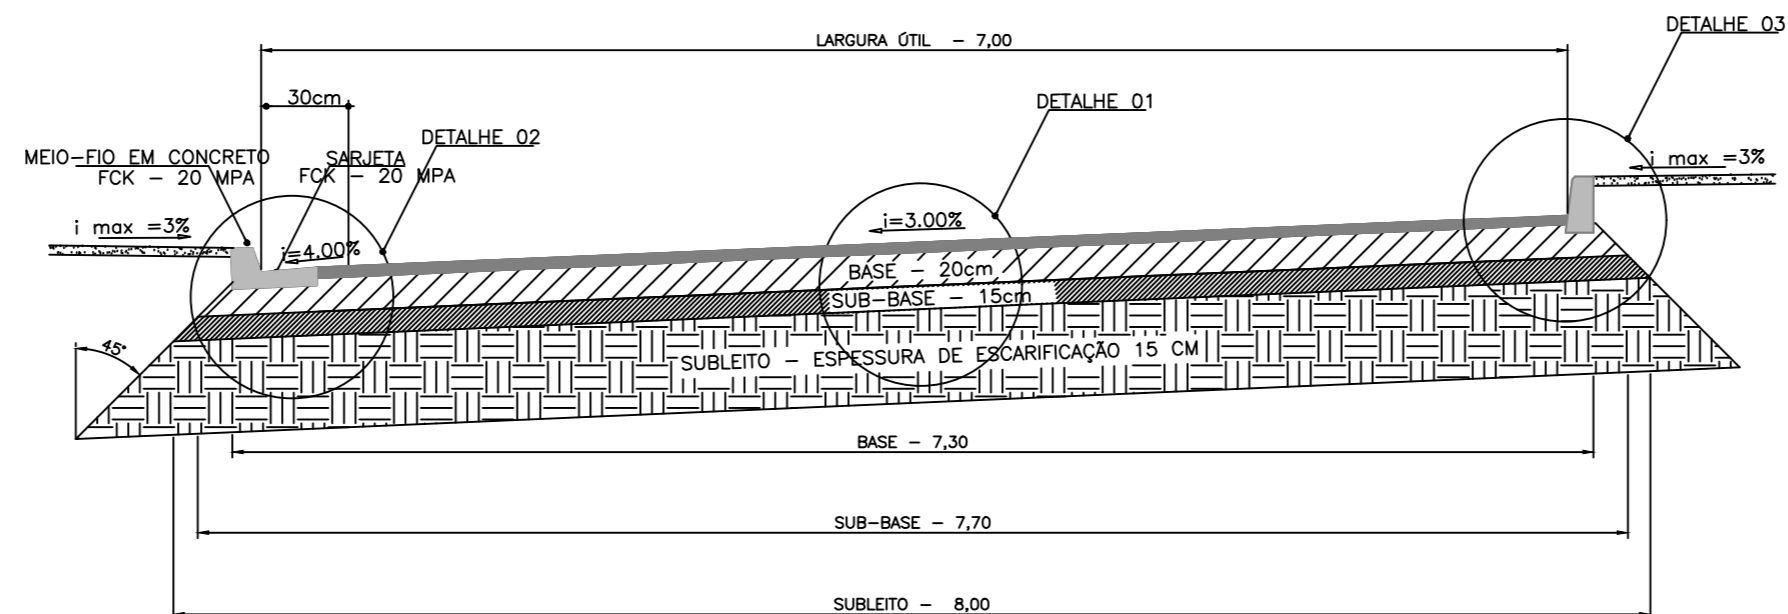 DETALHE 03
LARGURA ÚTIL - 7,00
30cm
DETALHE 01
DETALHE 02
MEIO-FIO EM CONCRETO
FCK - 20 MPA
SARJETA
FCK - 20 MPA
i max =3%
i max =3%
i=3.00%
i=4.00%
BASE - 20cm
SUB-BASE - 15cm
45°
SUBLEITO - ESPESSURA DE ESCARIFICAÇÃO 15 CM
BASE - 7,30
SUB-BASE - 7,70
SUBLEITO - 8,00